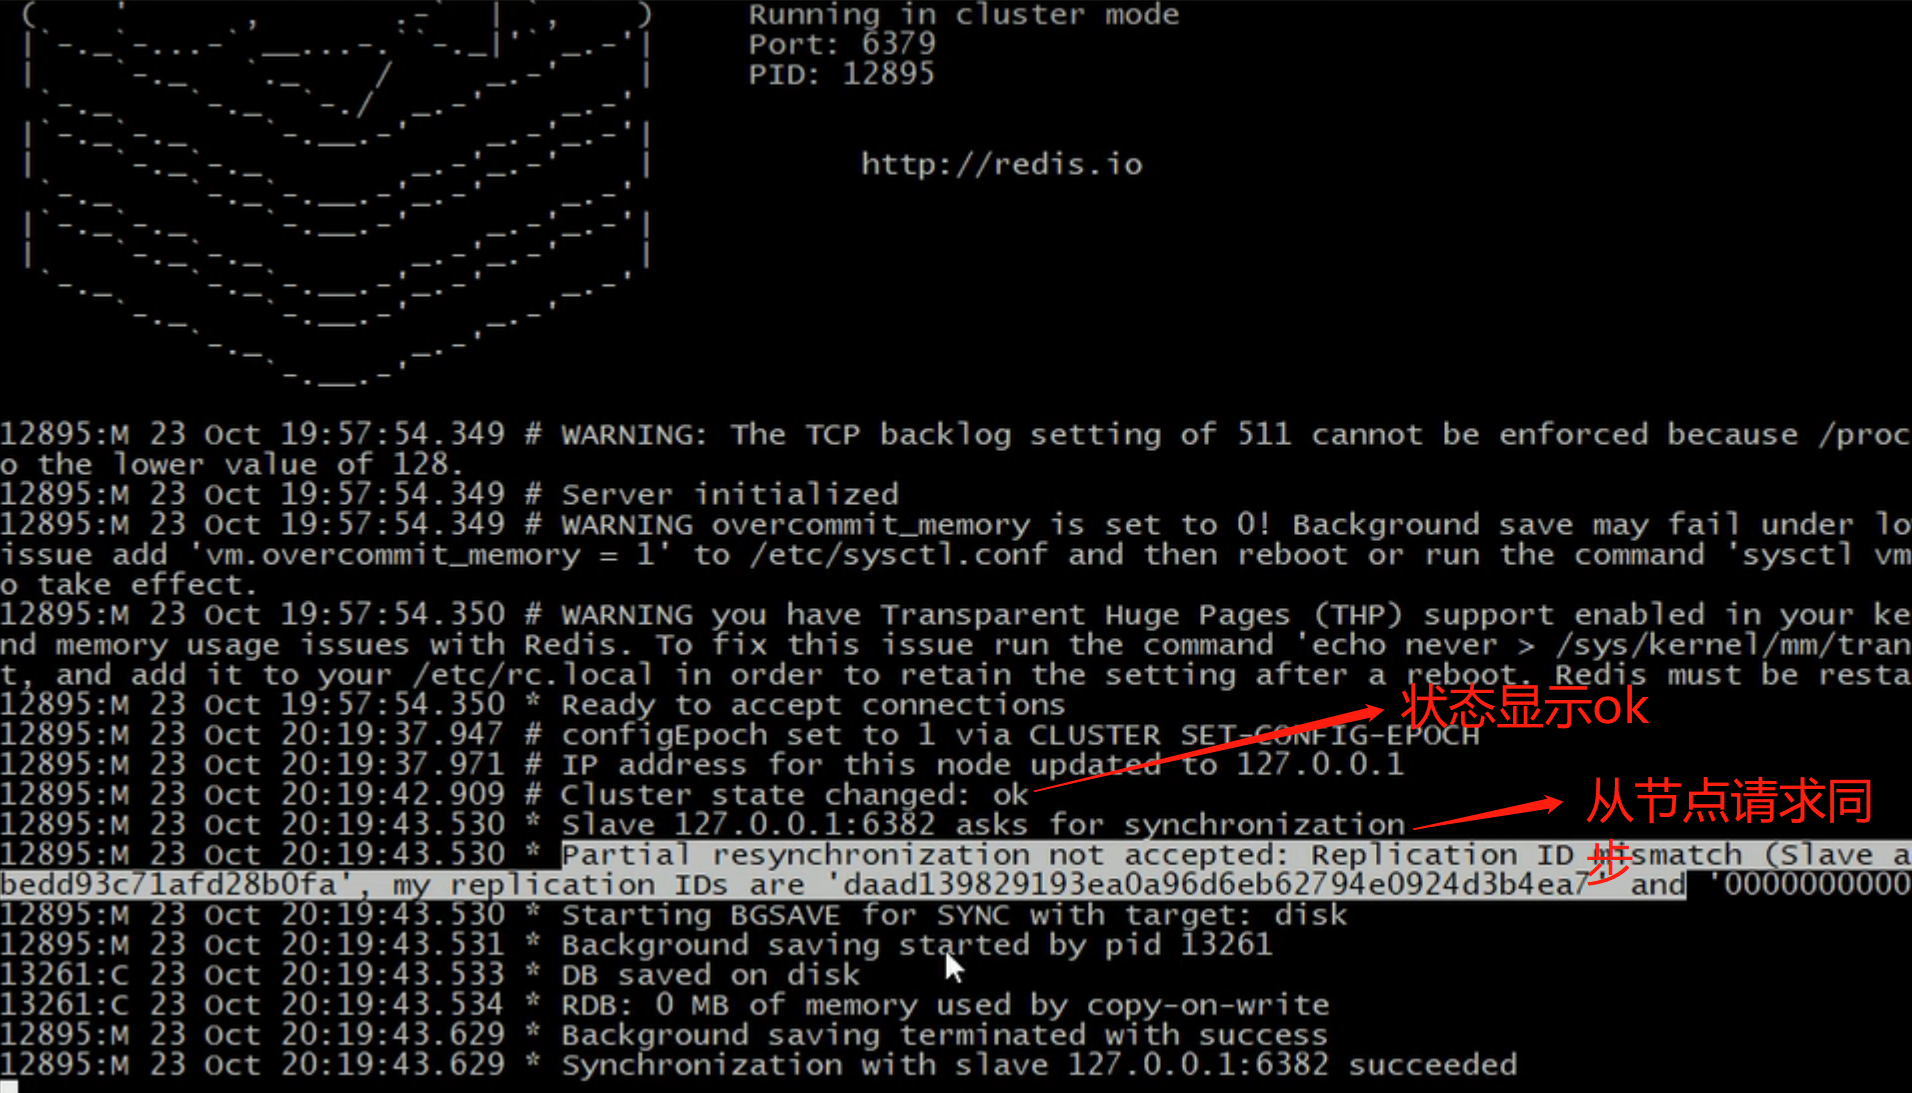 Running in cluster mode
Port: 6379
PID: 12895
http://redis.io
12895:M 23 Oct 19:57:54.349 # WARNING: The TCP backlog setting of 511 cannot be enforced because /proc
o the lower value of 128.
12895:M 23 Oct 19:57:54.349 # Server initialized
12895:M 23 Oct 19:57:54.349 # WARNING overcommit_memory is set to 0! Background save may fail under lo
issue add 'vm.overcommit_memory = 1' to /etc/sysctl.conf and then reboot or run the command 'sysctl vm
o take effect.
12895:M 23 Oct 19:57:54.350 # WARNING you have Transparent Huge Pages (THP) support enabled in your ke
nd memory usage issues with Redis. To fix this issue run the command 'echo never > /sys/kernel/mm/tran
t, and add it to your /etc/rc.local in order to retain the setting after a reboot. Redis must be resta
12895:M 23 Oct 19:57:54.350 * Ready to accept connections
状态显示ok
12895:M 23 Oct 20:19:37.947 # configEpoch set to 1 via CLUSTER SET-CONFIG-EPOCH
12895:M 23 Oct 20:19:37.971 # IP address for this node updated to 127.0.0.1
12895:M 23 Oct 20:19:42.909 # Cluster state changed: ok
从节点请求同
步
12895:M 23 Oct 20:19:43.530 * Slave 127.0.0.1:6382 asks for synchronization
12895:M 23 Oct 20:19:43.530 * Partial resynchronization not accepted: Replication ID smatch (Slave a
bedd93c71afd28b0fa', my replication IDs are 'daad139829193ea0a96d6eb62794e0924d3b4ea7' and '0000000000
12895:M 23 Oct 20:19:43.530 * Starting BGSAVE for SYNC with target: disk
12895:M 23 Oct 20:19:43.531 * Background saving started by pid 13261
13261:C 23 Oct 20:19:43.533 * DB saved on disk
13261:C 23 Oct 20:19:43.534 * RDB: 0 MB of memory used by copy-on-write
12895:M 23 Oct 20:19:43.629 * Background saving terminated with success
12895:M 23 Oct 20:19:43.629 * Synchronization with slave 127.0.0.1:6382 succeeded